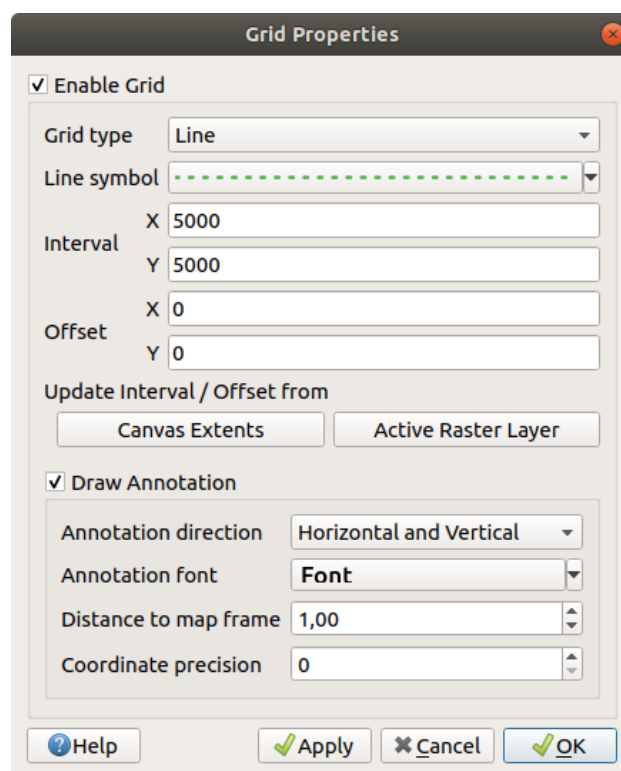 Grid Properties
Enable Grid
Grid type Line
Line symbol
Interval
X 5000
Y 5000
Offset
X 0
Y 0
Update Interval / Offset from
Canvas Extents Active Raster Layer
Draw Annotation
Annotation direction Horizontal and Vertical
Annotation font Font
Distance to map frame 1,00
Coordinate precision 0
Help Apply Cancel OK